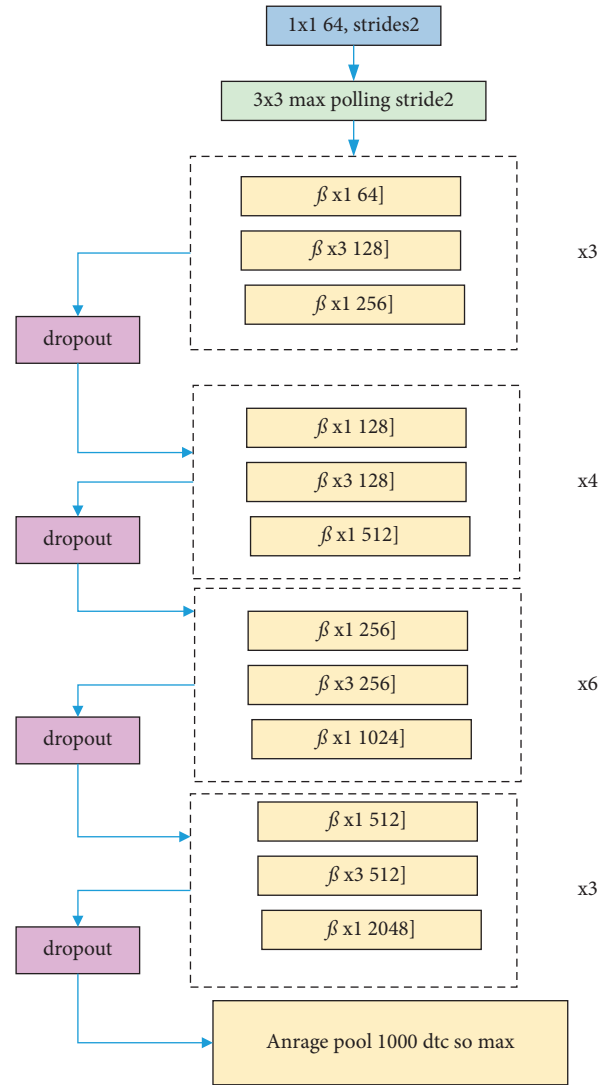 1x1 64, strides2
3x3 max polling stride2
ß x1 64]
ß x3 128]
x3
ß x1 256]
dropout
ß x1 128]
ß x3 128]
x4
ß x1 512]
dropout
ß x1 256]
ß x3 256]
x6
ß x1 1024]
dropout
ß x1 512]
ß x3 512]
x3
ß x1 2048]
dropout
Anrage pool 1000 dtc so max